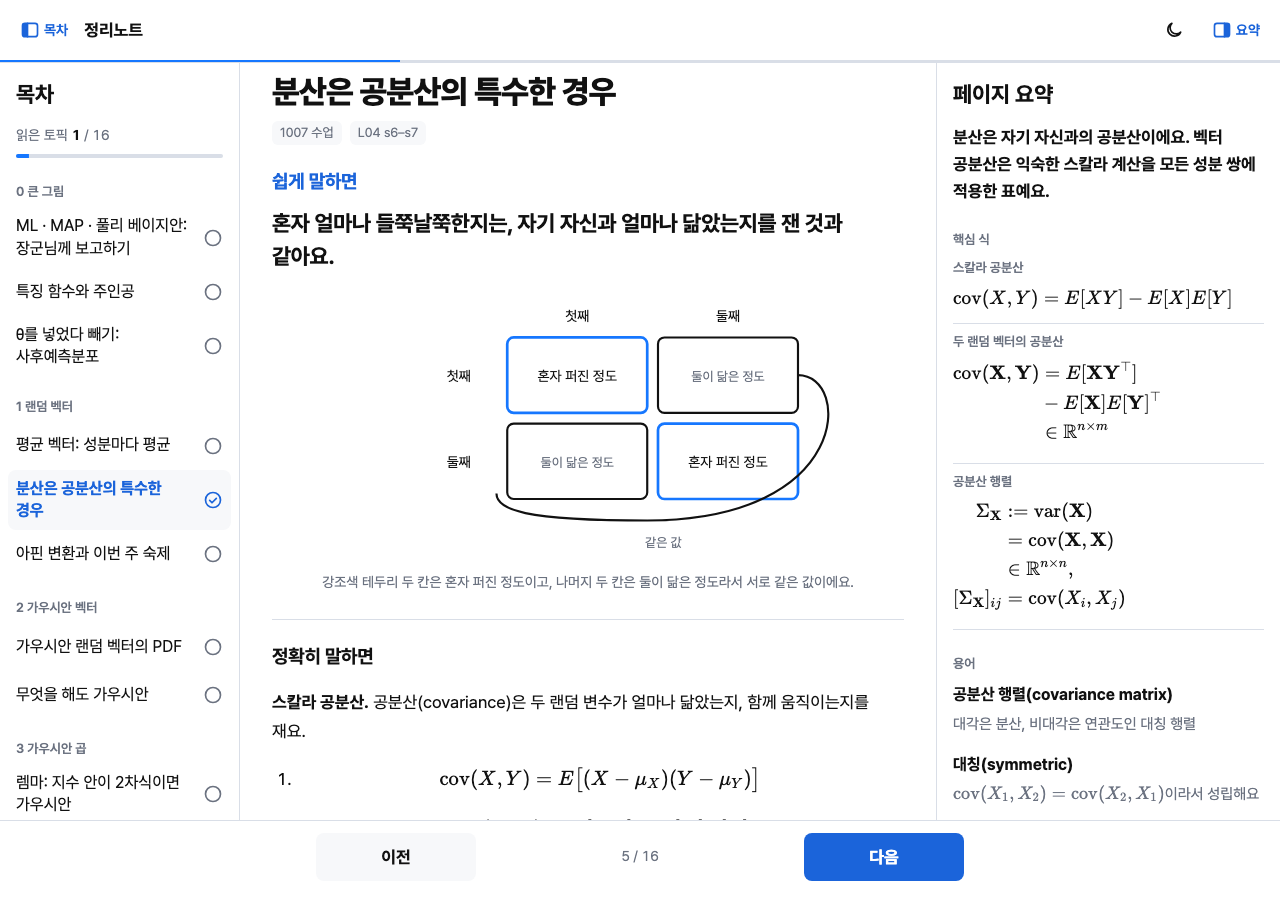 목차
정리노트
요약
목차
읽은 토픽 1 / 16
0 큰 그림
ML · MAP · 풀리 베이지안:
장군님께 보고하기
특징 함수와 주인공
θ를 넣었다 빼기:
사후예측분포
1 랜덤 벡터
평균 벡터: 성분마다 평균
분산은 공분산의 특수한
경우
아핀 변환과 이번 주 숙제
2 가우시안 벡터
가우시안 랜덤 벡터의 PDF
무엇을 해도 가우시안
3 가우시안 곱
렘마: 지수 안이 2차식이면
가우시안
분산은 공분산의 특수한 경우
1007 수업
L04 s6–s7
쉽게 말하면
혼자 얼마나 들쭉날쭉한지는, 자기 자신과 얼마나 닮았는지를 잰 것과
같아요.
첫째 둘째
첫째 혼자 퍼진 정도 둘이 닮은 정도
둘째 둘이 닮은 정도 혼자 퍼진 정도
같은 값
강조색 테두리 두 칸은 혼자 퍼진 정도이고, 나머지 두 칸은 둘이 닮은 정도라서 서로 같은 값이에요.
정확히 말하면
스칼라 공분산. 공분산(covariance)은 두 랜덤 변수가 얼마나 닮았는지, 함께 움직이는지를
재요.
1. cov(X, Y) = E[(X − μ_X)(Y − μ_Y)]
페이지 요약
분산은 자기 자신과의 공분산이에요. 벡터
공분산은 익숙한 스칼라 계산을 모든 성분 쌍에
적용한 표예요.
핵심 식
스칼라 공분산
cov(X, Y) = E[XY] − E[X]E[Y]
두 랜덤 벡터의 공분산
cov(𝐗, 𝐘) = E[𝐗𝐘^⊤]
− E[𝐗]E[𝐘]^⊤
∈ ℝ^{n×m}
공분산 행렬
Σ_𝐗 := var(𝐗)
= cov(𝐗, 𝐗)
∈ ℝ^{n×n},
[Σ_𝐗]_{ij} = cov(X_i, X_j)
용어
공분산 행렬(covariance matrix)
대각은 분산, 비대각은 연관도인 대칭 행렬
대칭(symmetric)
cov(X₁, X₂) = cov(X₂, X₁)이라서 성립해요
이전
5 / 16
다음